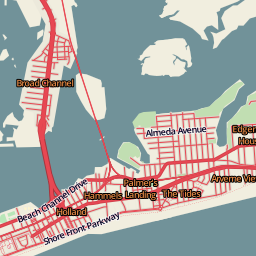 Broad Channel
Almeda Avenue
Edgem
Hous
Palmer's
Landing
Hammels
The Tides
Arverne Vie
Beach Channel Drive
Holland
Shore Front Parkway